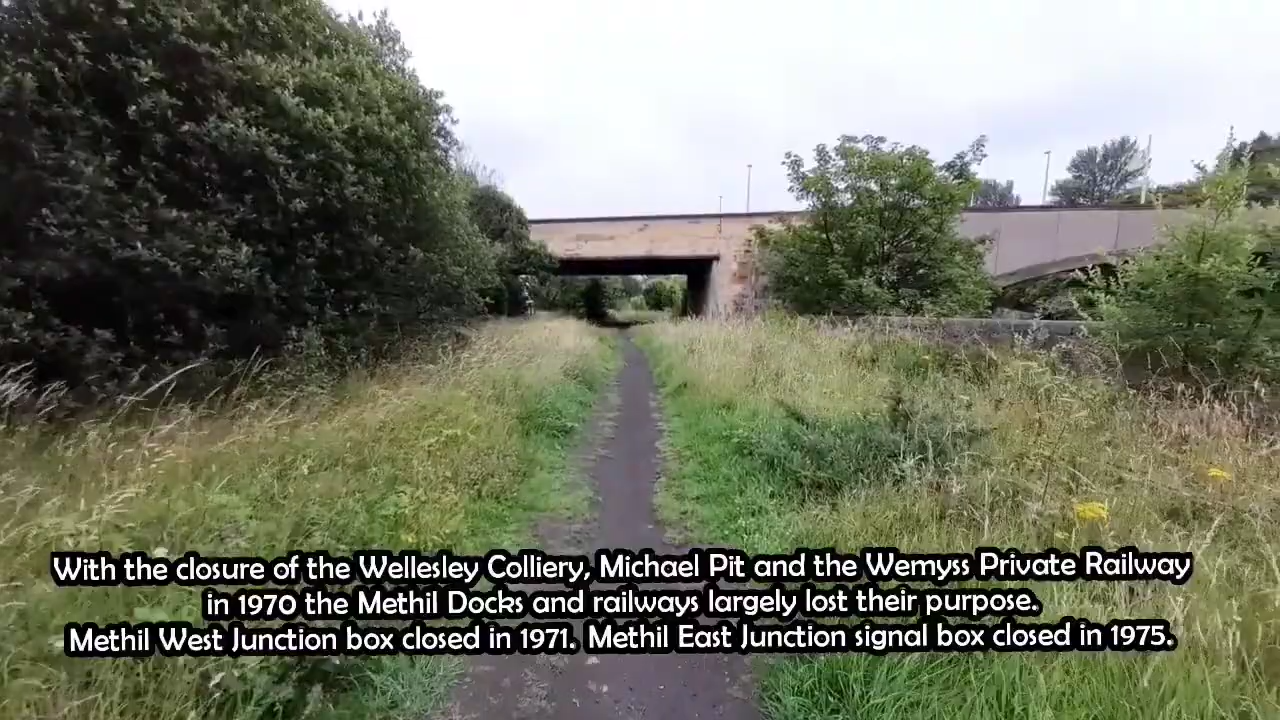 With the closure of the Wellesley Colliery, Michael Pit and the Wemyss Private Railway
in 1970 the Methil Docks and railways largely lost their purpose.
Methil West Junction box closed in 1971. Methil East Junction signal box closed in 1975.